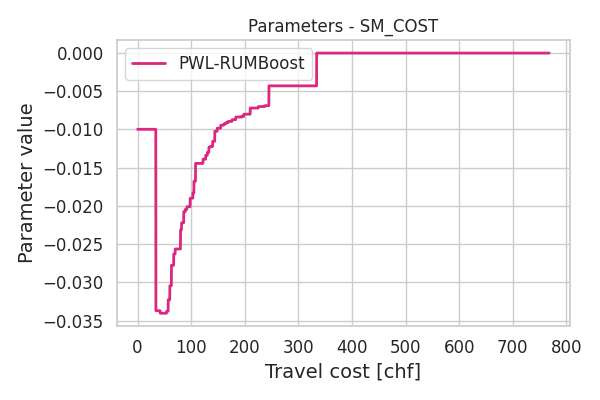 Parameters - SM_COST
PWL-RUMBoost
Parameter value
0.000
−0.005
−0.010
−0.015
−0.020
−0.025
−0.030
−0.035
0 100 200 300 400 500 600 700 800
Travel cost [chf]